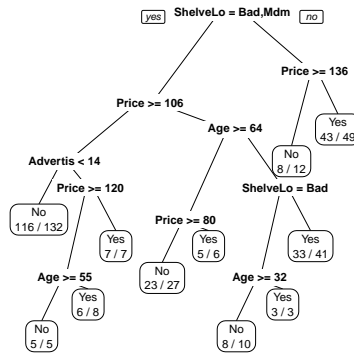 yes ShelveLo = Bad,Mdm no
Price >= 136
Price >= 106
Yes
43 / 49
Age >= 64
No
8 / 12
Advertis < 14
Price >= 120
ShelveLo = Bad
No
116 / 132
Price >= 80
Yes
7 / 7
Yes
5 / 6
Yes
33 / 41
No
23 / 27
Age >= 55
Age >= 32
Yes
6 / 8
Yes
3 / 3
No
5 / 5
No
8 / 10